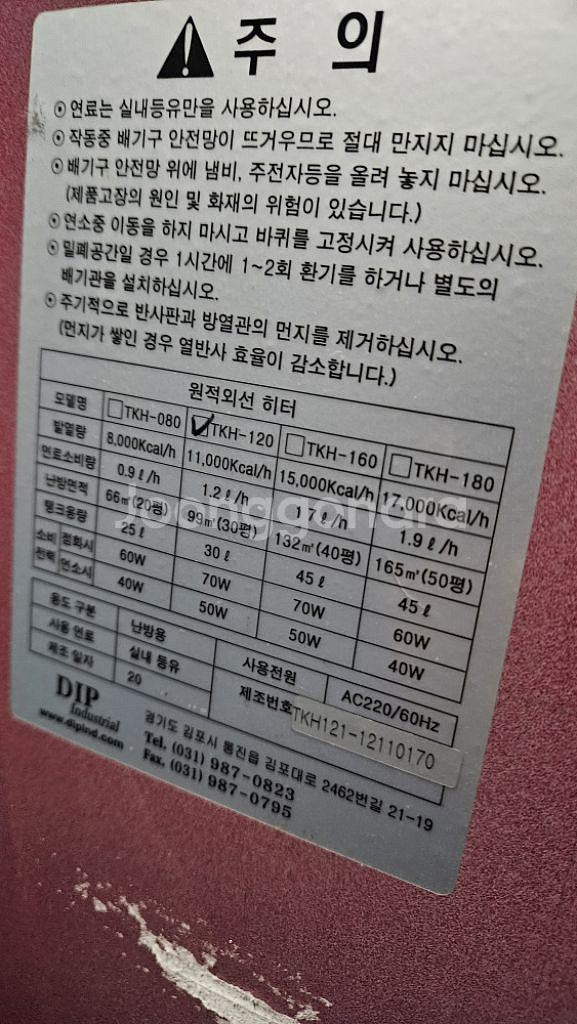 주 의
⊙ 연료는 실내등유만을 사용하십시오.
⊙ 작동중 배기구 안전망이 뜨거우므로 절대 만지지 마십시오.
⊙ 배기구 안전망 위에 냄비, 주전자등을 올려 놓지 마십시오.
(제품고장의 원인 및 화재의 위험이 있습니다.)
⊙ 연소중 이동을 하지 마시고 바퀴를 고정시켜 사용하십시오.
⊙ 밀폐공간일 경우 1시간에 1~2회 환기를 하거나 별도의
배기관을 설치하십시오.
⊙ 주기적으로 반사판과 방열관의 먼지를 제거하십시오.
(먼지가 쌓인 경우 열반사 효율이 감소합니다.)
원적외선 히터
모델명 □TKH-080 ☑TKH-120 □TKH-160 □TKH-180
발열량 8,000Kcal/h 11,000Kcal/h 15,000Kcal/h 17,000Kcal/h
연료소비량 0.9ℓ/h 1.2ℓ/h 1.7ℓ/h 1.9ℓ/h
난방면적 66㎡(20평) 99㎡(30평) 132㎡(40평) 165㎡(50평)
탱크용량 25ℓ 30ℓ 45ℓ 45ℓ
소비전력 점화시 60W 70W 70W 60W
연소시 40W 50W 50W 40W
용도 구분 난방용 사용전원 AC220/60Hz
사용 연료 실내 등유 제조번호 TKH121-12110170
제조 일자 20
DIP
Industrial
www.dipind.com
경기도 김포시 통진읍 김포대로 2462번길 21-19
Tel. (031) 987-0823
Fax. (031) 987-0795
Joonggonara